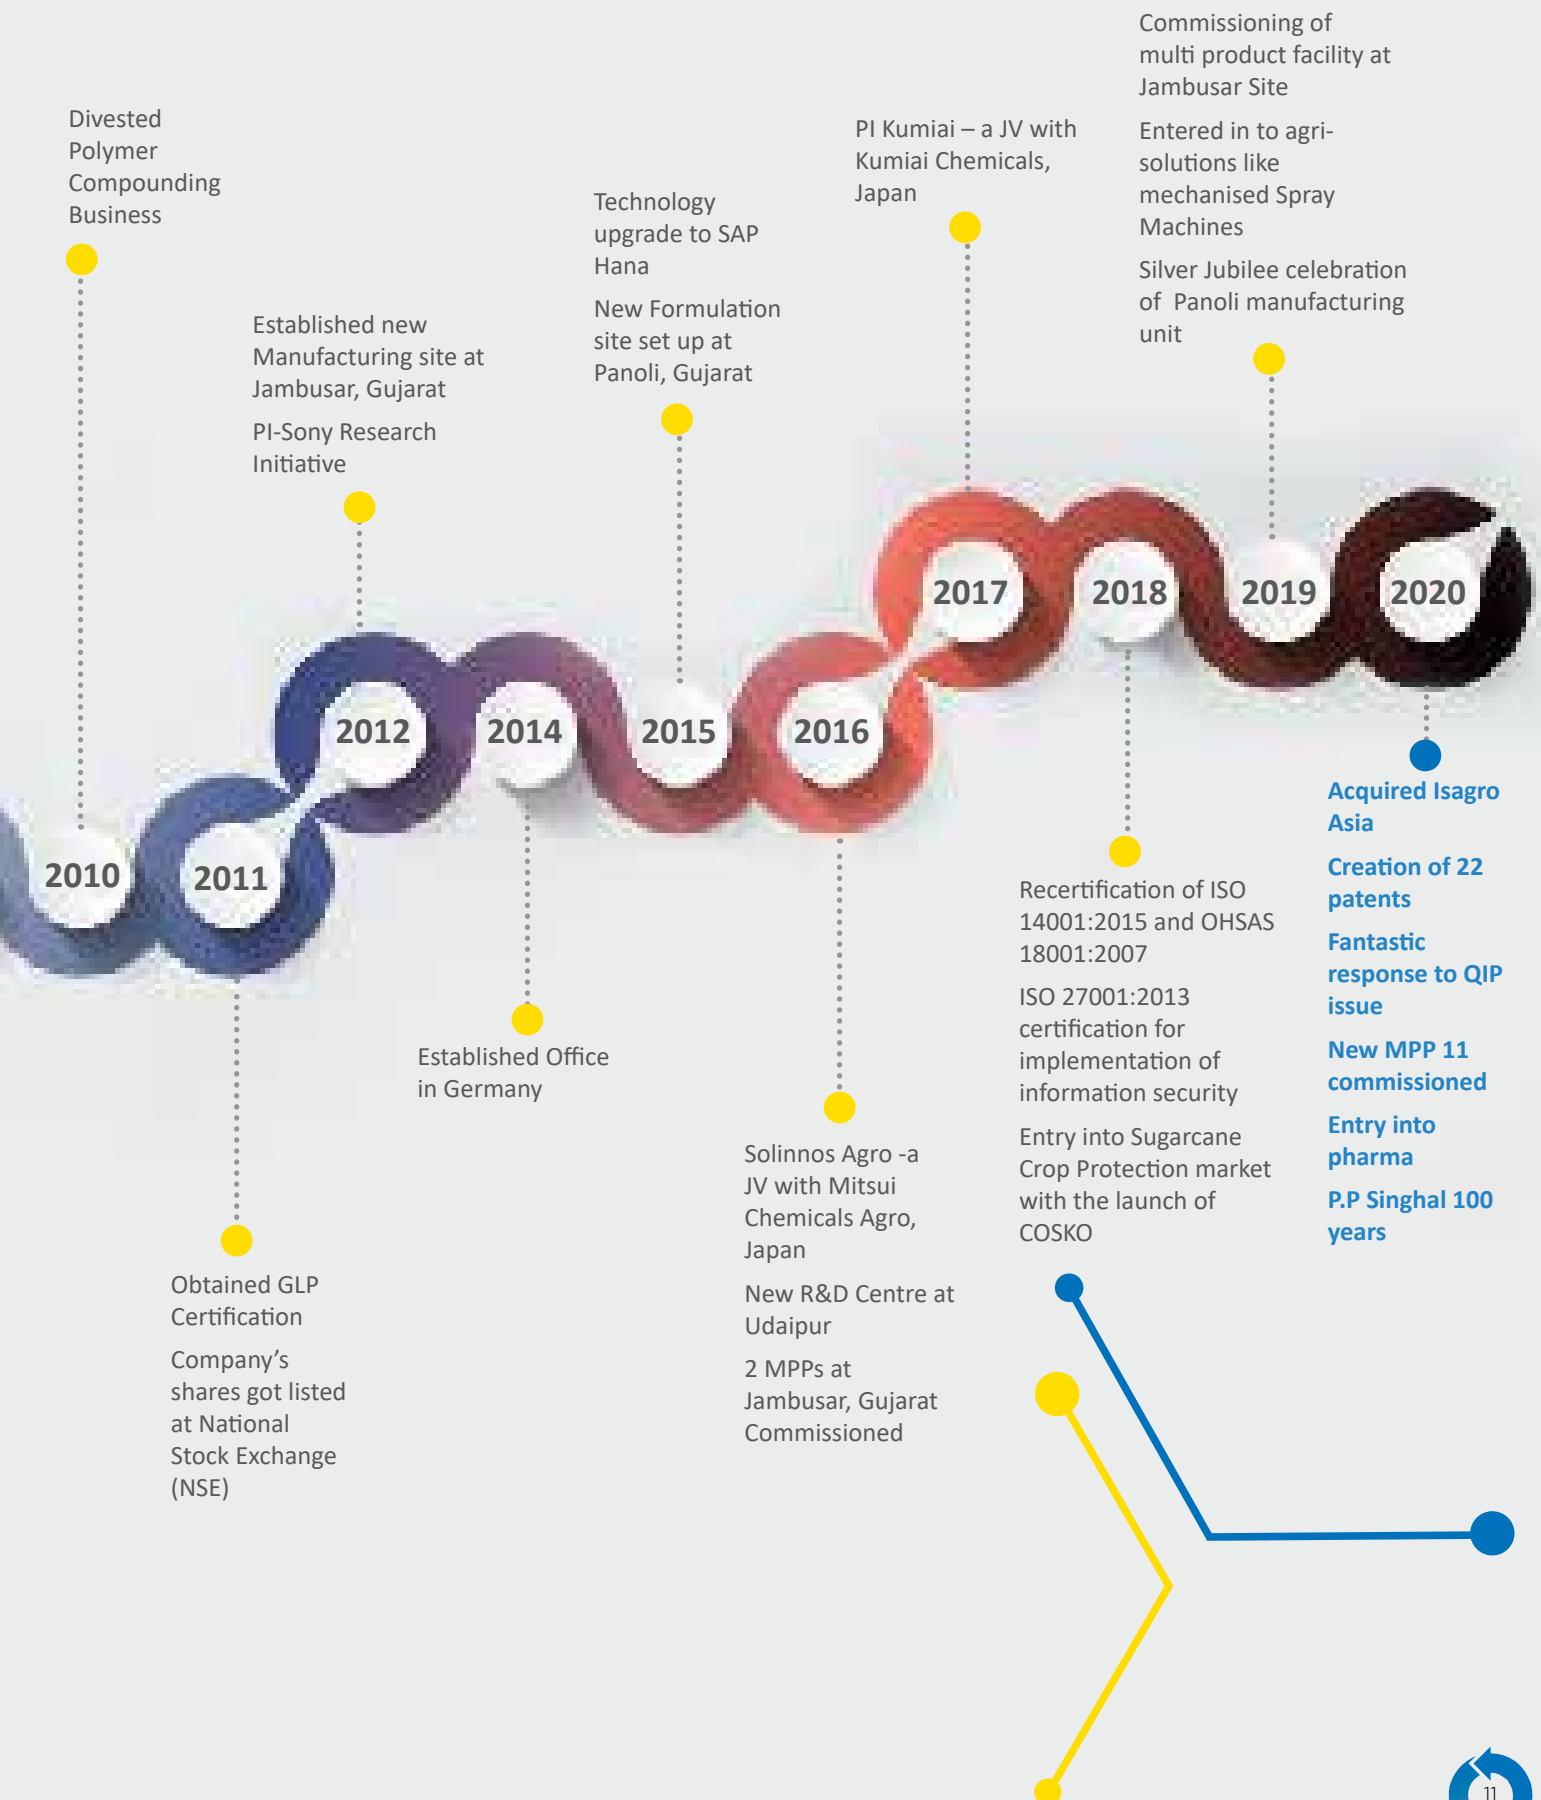 Divested
Polymer
Compounding
Business
Established new
Manufacturing site at
Jambusar, Gujarat
PI-Sony Research
Initiative
Technology
upgrade to SAP
Hana
New Formulation
site set up at
Panoli, Gujarat
PI Kumiai – a JV with
Kumiai Chemicals,
Japan
Commissioning of
multi product facility at
Jambusar Site
Entered in to agri-
solutions like
mechanised Spray
Machines
Silver Jubilee celebration
of Panoli manufacturing
unit
2010
2011
2012
2014
2015
2016
2017
2018
2019
2020
Obtained GLP
Certification
Company’s
shares got listed
at National
Stock Exchange
(NSE)
Established Office
in Germany
Solinnos Agro -a
JV with Mitsui
Chemicals Agro,
Japan
New R&D Centre at
Udaipur
2 MPPs at
Jambusar, Gujarat
Commissioned
Recertification of ISO
14001:2015 and OHSAS
18001:2007
ISO 27001:2013
certification for
implementation of
information security
Entry into Sugarcane
Crop Protection market
with the launch of
COSKO
Acquired Isagro
Asia
Creation of 22
patents
Fantastic
response to QIP
issue
New MPP 11
commissioned
Entry into
pharma
P.P Singhal 100
years
11